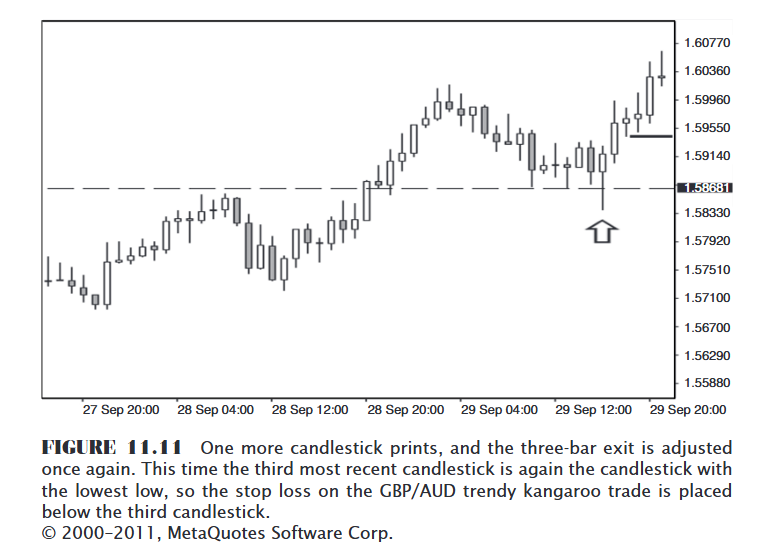 1.60770
1.60360
1.59960
1.59550
1.59140
1.58681
1.58330
1.57920
1.57510
1.57100
1.56700
1.56290
1.55880
27 Sep 20:00 28 Sep 04:00 28 Sep 12:00 28 Sep 20:00 29 Sep 04:00 29 Sep 12:00 29 Sep 20:00
FIGURE 11.11 One more candlestick prints, and the three-bar exit is adjusted
once again. This time the third most recent candlestick is again the candlestick with
the lowest low, so the stop loss on the GBP/AUD trendy kangaroo trade is placed
below the third candlestick.
© 2000–2011, MetaQuotes Software Corp.